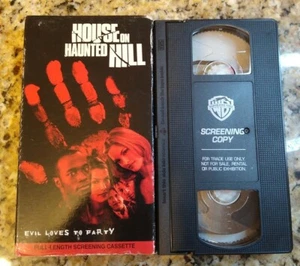 HOUSE
ON
HAUNTED
HILL
EVIL LOVES TO PARTY
FULL-LENGTH SCREENING CASSETTE
SCREENING
COPY
FOR TRADE USE ONLY
NOT FOR SALE, RENTAL
OR PUBLIC EXHIBITION.